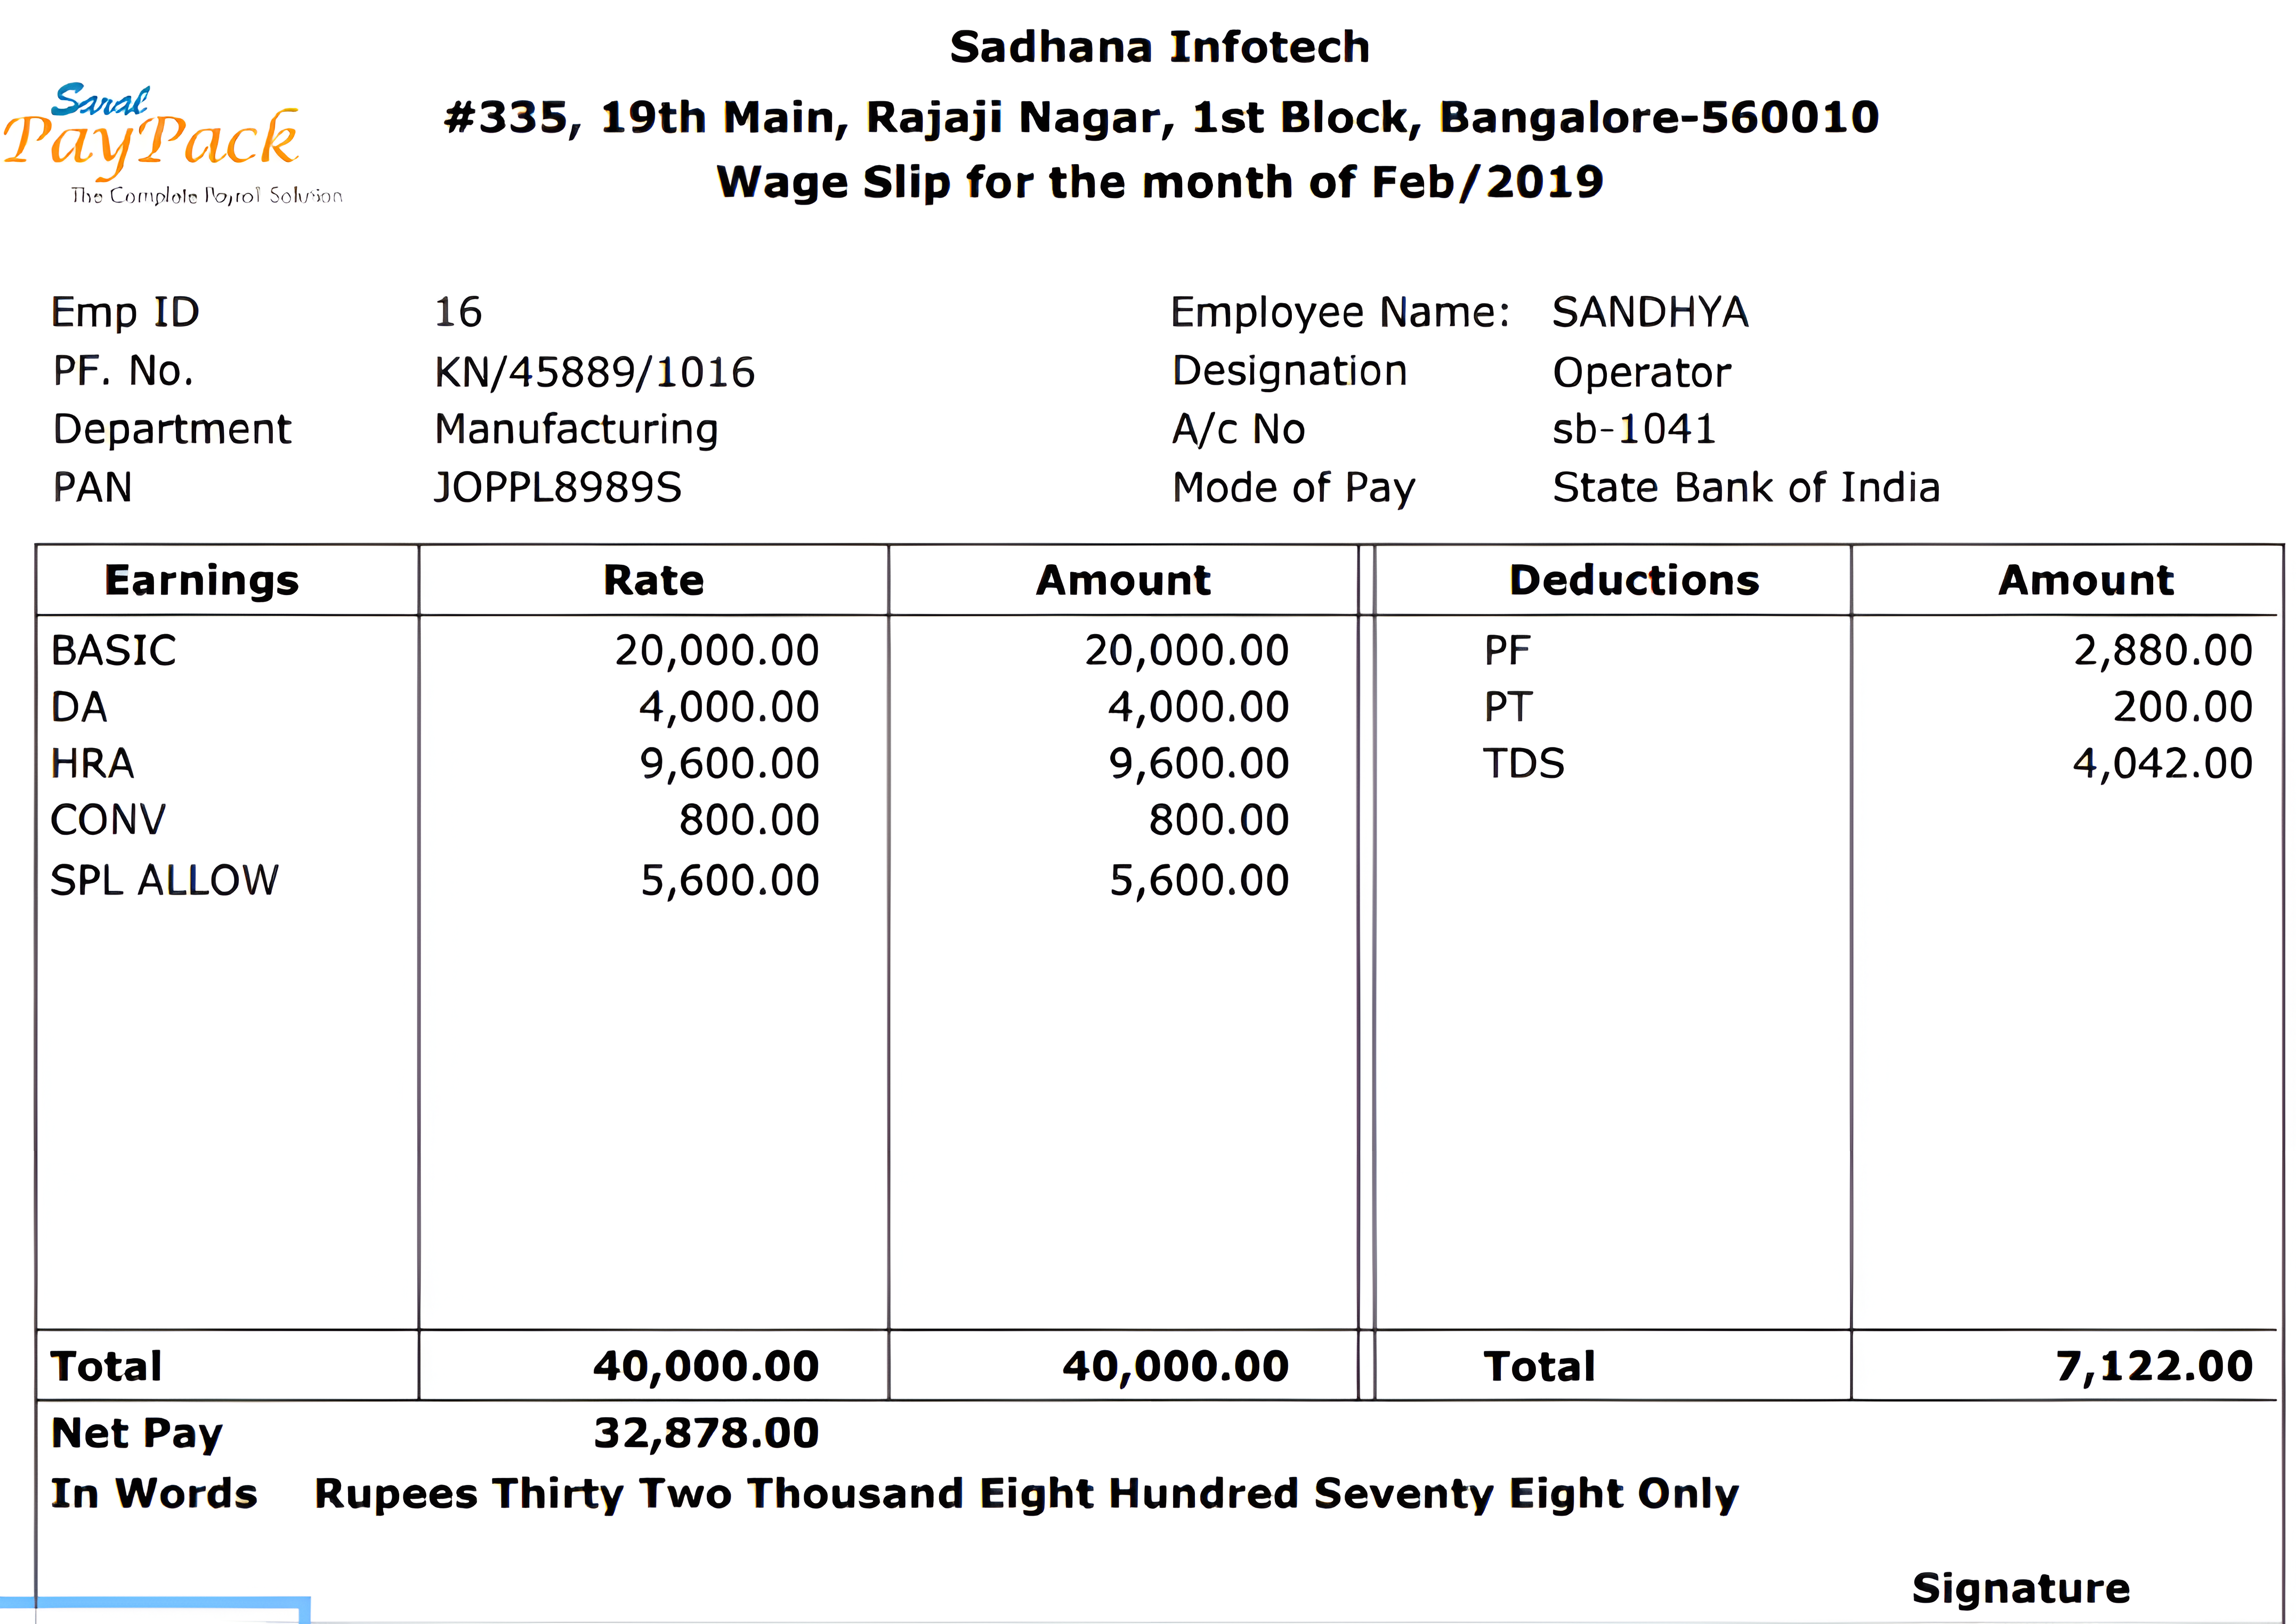 Sadhana Infotech
Saral
PayPack
The Complete Payroll Solution
#335, 19th Main, Rajaji Nagar, 1st Block, Bangalore-560010
Wage Slip for the month of Feb/2019
Emp ID 16 Employee Name: SANDHYA
PF. No. KN/45889/1016 Designation Operator
Department Manufacturing A/c No sb-1041
PAN JOPPL8989S Mode of Pay State Bank of India
Earnings Rate Amount Deductions Amount
BASIC 20,000.00 20,000.00 PF 2,880.00
DA 4,000.00 4,000.00 PT 200.00
HRA 9,600.00 9,600.00 TDS 4,042.00
CONV 800.00 800.00
SPL ALLOW 5,600.00 5,600.00
Total 40,000.00 40,000.00 Total 7,122.00
Net Pay 32,878.00
In Words Rupees Thirty Two Thousand Eight Hundred Seventy Eight Only
Signature